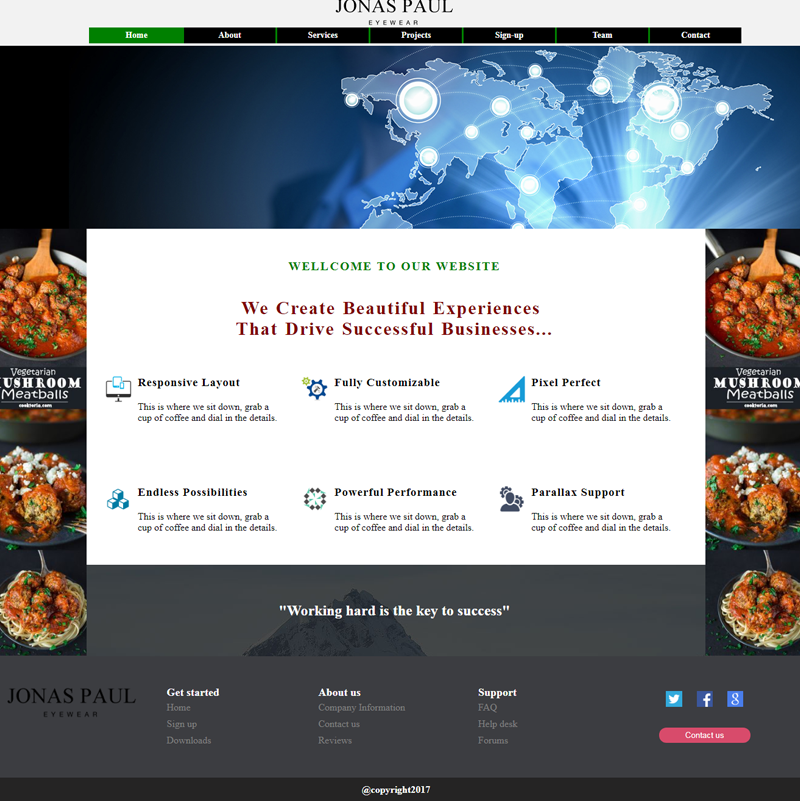 JONAS PAUL
EYEWEAR
Home About Services Projects Sign-up Team Contact
WELLCOME TO OUR WEBSITE
We Create Beautiful Experiences
That Drive Successful Businesses...
Responsive Layout
This is where we sit down, grab a
cup of coffee and dial in the details.
Fully Customizable
This is where we sit down, grab a
cup of coffee and dial in the details.
Pixel Perfect
This is where we sit down, grab a
cup of coffee and dial in the details.
Vegetarian
MUSHROOM
Meatballs
cooktoria.com
Vegetarian
MUSHROOM
Meatballs
cooktoria.com
Endless Possibilities
This is where we sit down, grab a
cup of coffee and dial in the details.
Powerful Performance
This is where we sit down, grab a
cup of coffee and dial in the details.
Parallax Support
This is where we sit down, grab a
cup of coffee and dial in the details.
"Working hard is the key to success"
JONAS PAUL
EYEWEAR
Get started
Home
Sign up
Downloads
About us
Company Information
Contact us
Reviews
Support
FAQ
Help desk
Forums
Contact us
@copyright2017